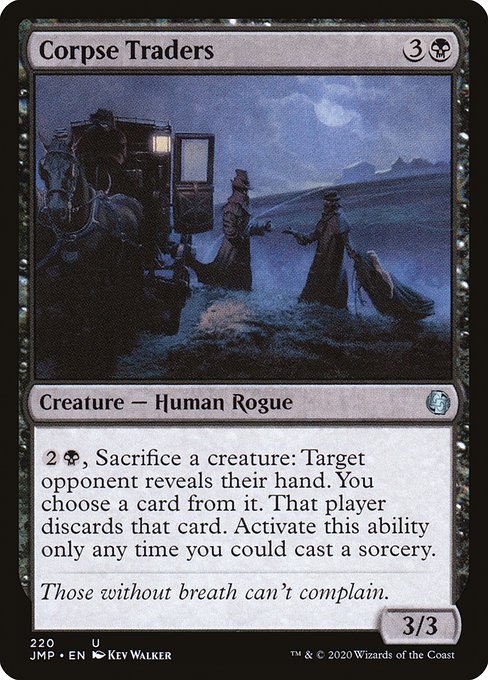 Corpse Traders 3
Creature — Human Rogue
2, Sacrifice a creature: Target
opponent reveals their hand. You
choose a card from it. That player
discards that card. Activate this ability
only any time you could cast a sorcery.
Those without breath can't complain.
3/3
220 U
JMP • EN Kev Walker
™ & © 2020 Wizards of the Coast